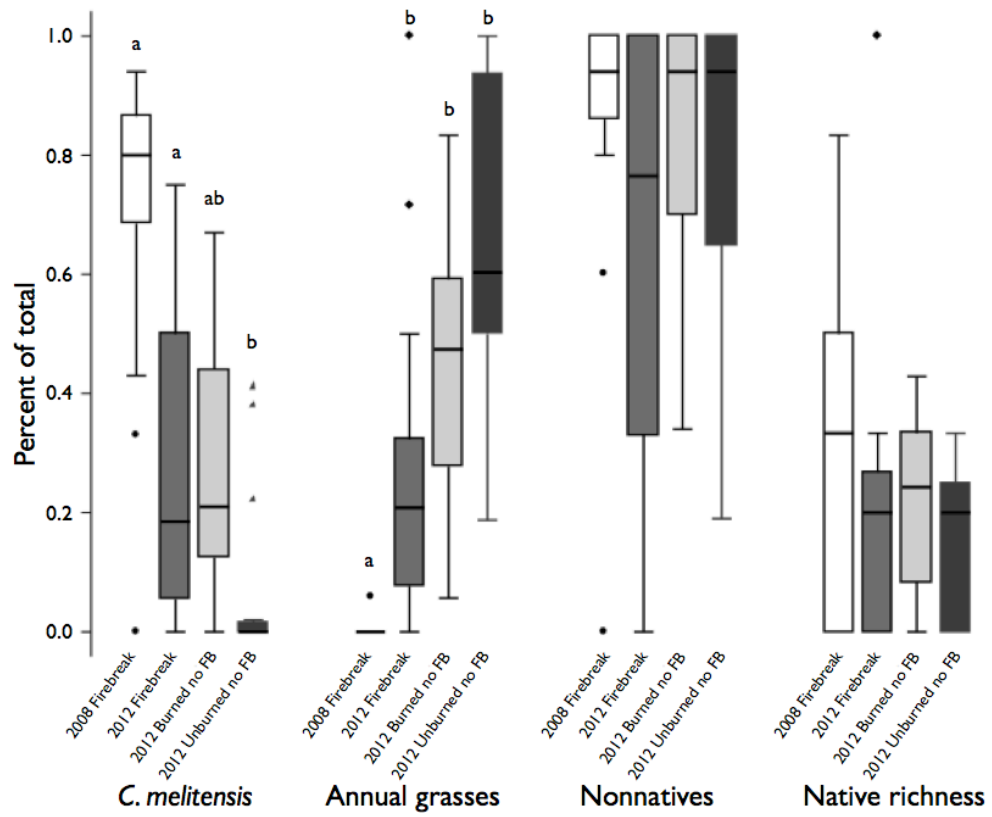 Percent of total
1.0
0.8
0.6
0.4
0.2
0.0
a
a
ab
b
a
b
b
b
2008 Firebreak
2012 Firebreak
2012 Burned no FB
2012 Unburned no FB
2008 Firebreak
2012 Firebreak
2012 Burned no FB
2012 Unburned no FB
2008 Firebreak
2012 Firebreak
2012 Burned no FB
2012 Unburned no FB
2008 Firebreak
2012 Firebreak
2012 Burned no FB
2012 Unburned no FB
C. melitensis
Annual grasses
Nonnatives
Native richness